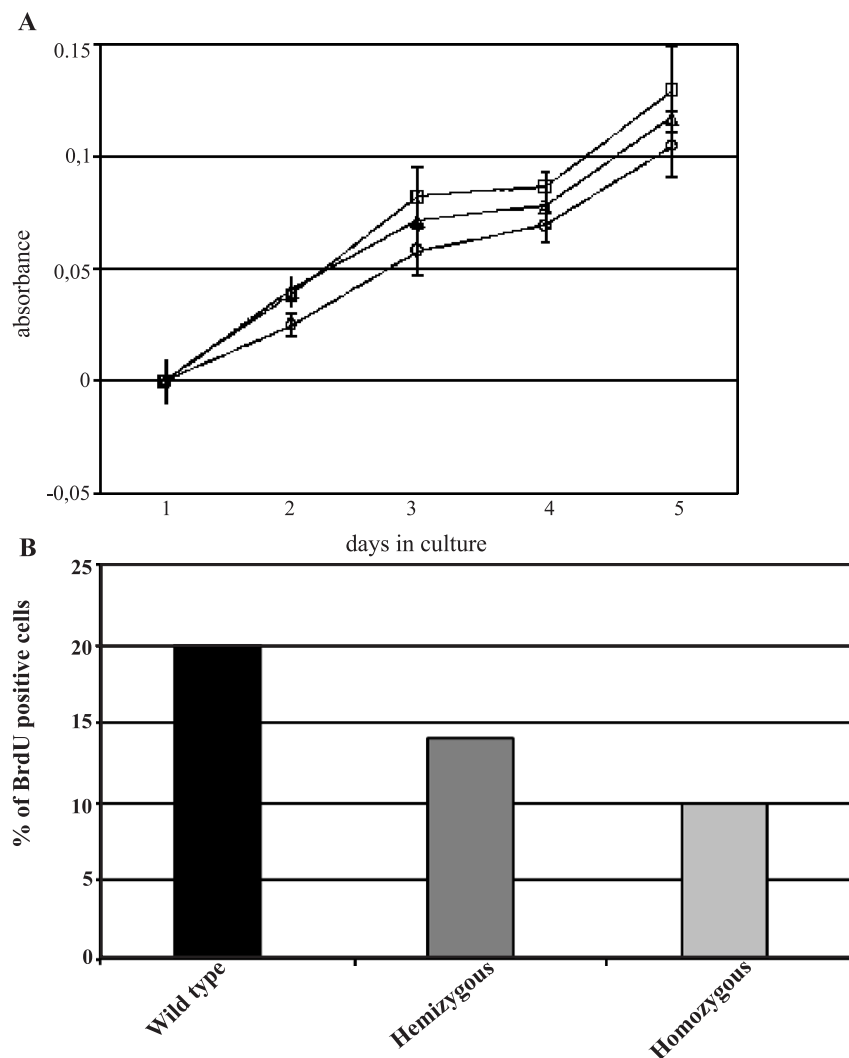 A
0.15
0,1
0,05
0
-0,05
absorbance
1 2 3 4 5
days in culture
B
25
20
15
10
5
0
% of BrdU positive cells
Wild type
Hemizygous
Homozygous